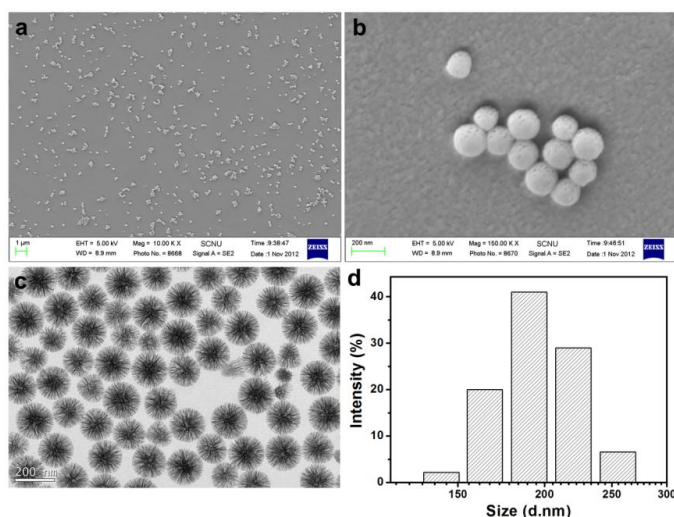 a
1 µm
EHT = 5.00 kV
Mag = 10.00 K X
SCNU
Time :9:38:47
WD = 8.9 mm
Photo No. = 8668
Signal A = SE2
Date :1 Nov 2012
ZEISS
b
200 nm
EHT = 5.00 kV
Mag = 150.00 K X
SCNU
Time :9:46:51
WD = 8.9 mm
Photo No. = 8670
Signal A = SE2
Date :1 Nov 2012
ZEISS
c
200 nm
d
Intensity (%)
40
30
20
10
0
150
200
250
300
Size (d.nm)